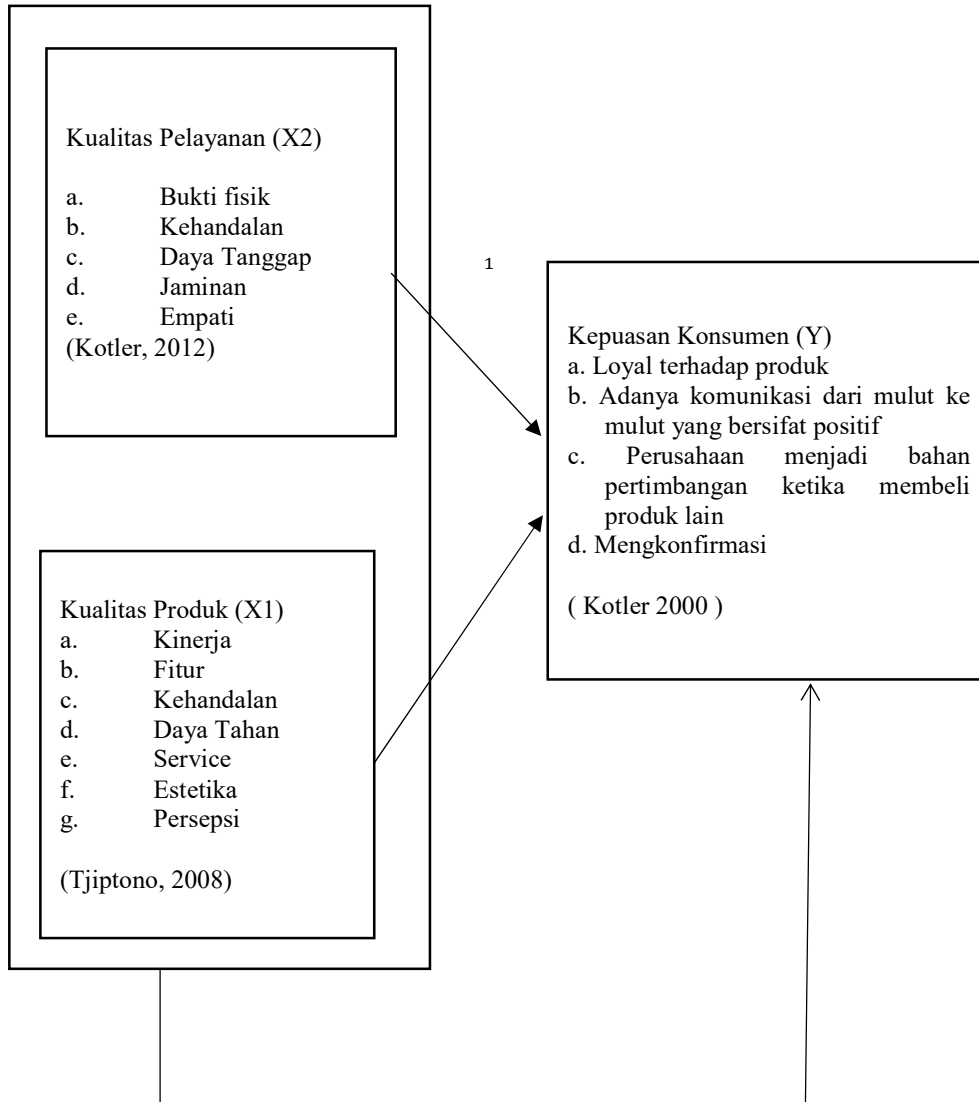 Kualitas Pelayanan (X2)
a. Bukti fisik
b. Kehandalan
c. Daya Tanggap
d. Jaminan
e. Empati
(Kotler, 2012)
1
Kepuasan Konsumen (Y)
a. Loyal terhadap produk
b. Adanya komunikasi dari mulut ke
mulut yang bersifat positif
c. Perusahaan menjadi bahan
pertimbangan ketika membeli
produk lain
d. Mengkonfirmasi
( Kotler 2000 )
Kualitas Produk (X1)
a. Kinerja
b. Fitur
c. Kehandalan
d. Daya Tahan
e. Service
f. Estetika
g. Persepsi
(Tjiptono, 2008)